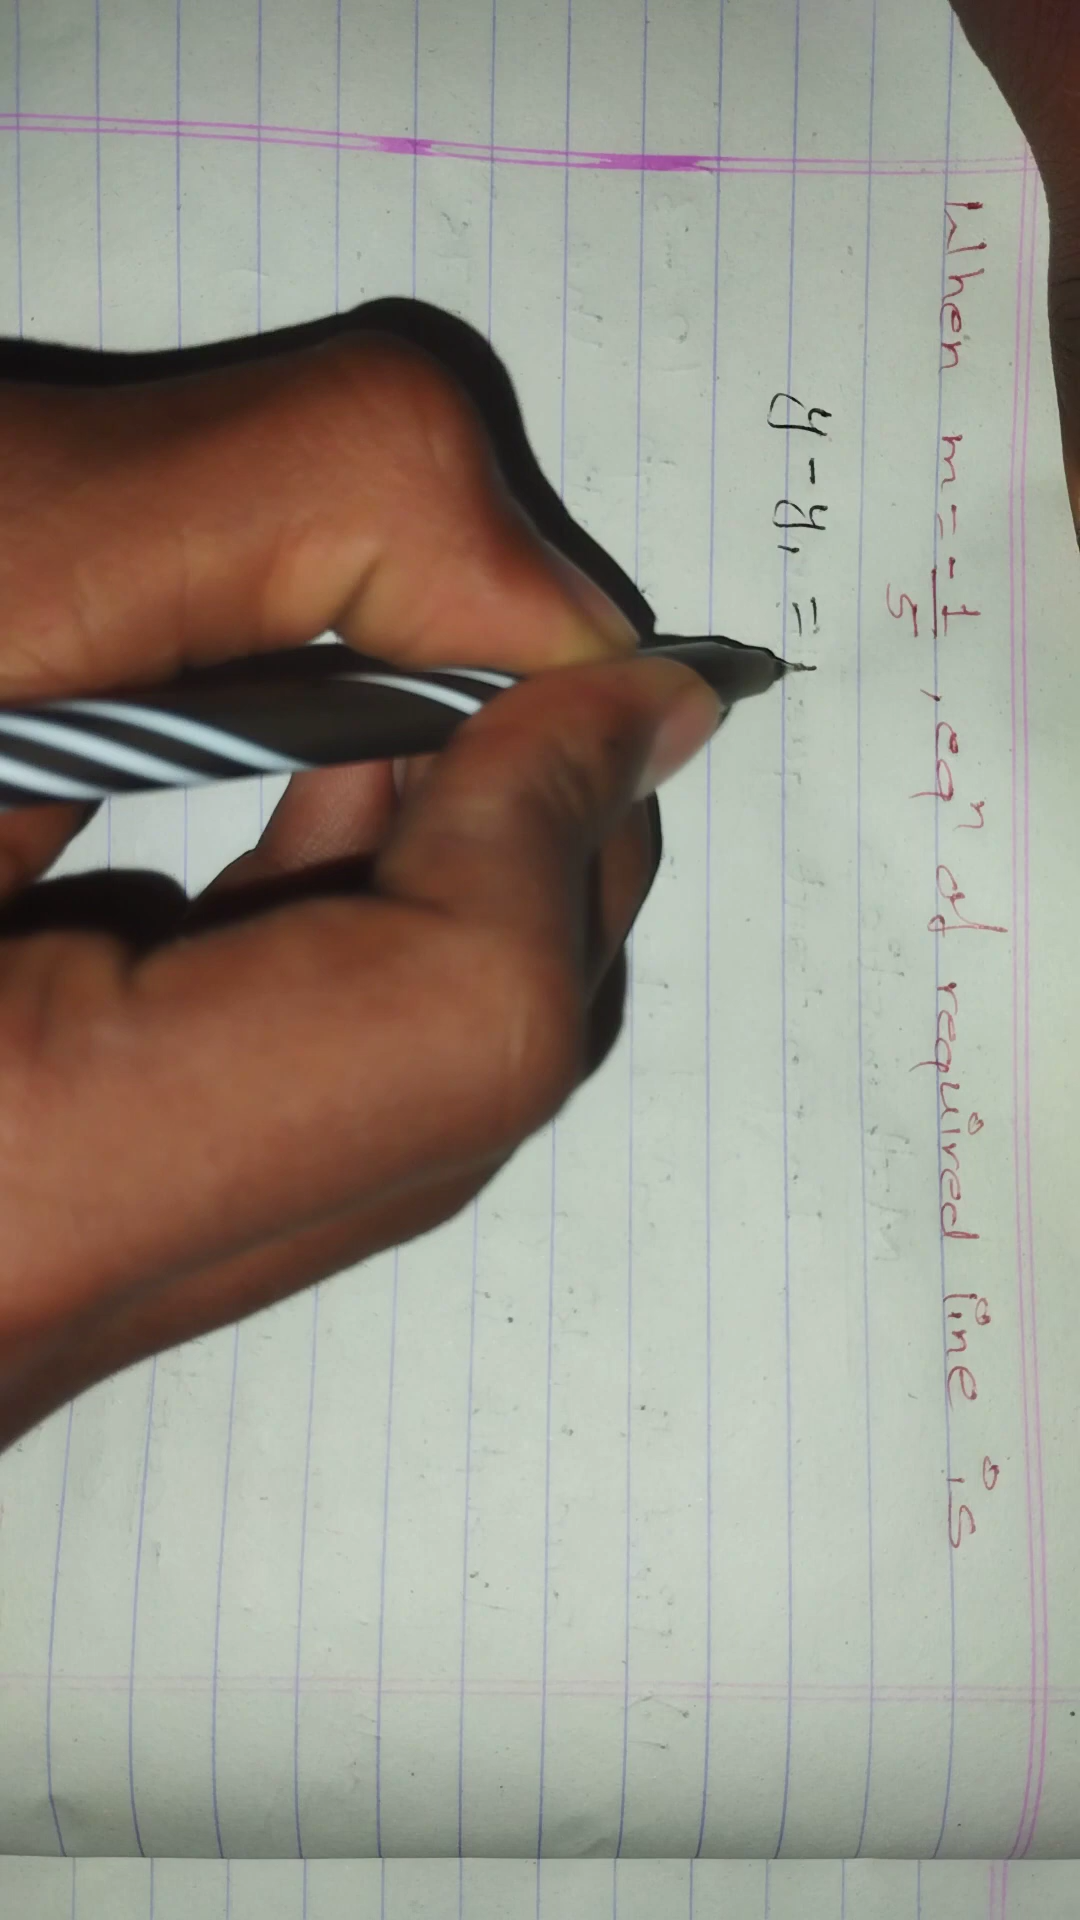 When m = - 1/5, eqⁿ of required line is
y - y₁ =